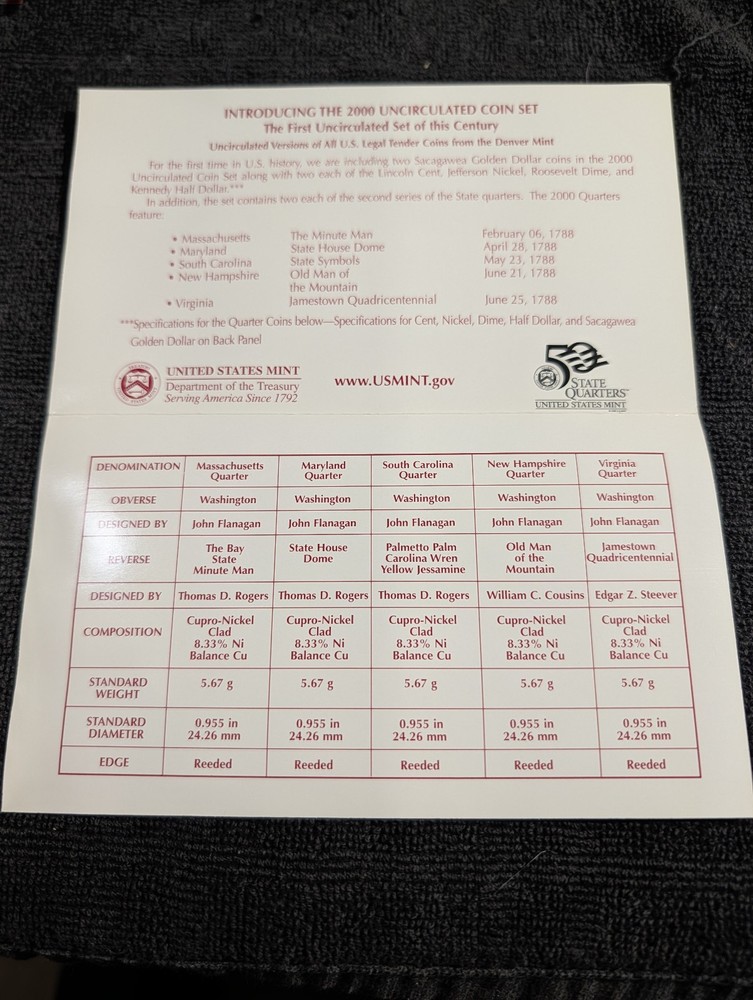 INTRODUCING THE 2000 UNCIRCULATED COIN SET
The First Uncirculated Set of this Century
Uncirculated Versions of All U.S. Legal Tender Coins from the Denver Mint
For the first time in U.S. history, we are including two Sacagawea Golden Dollar coins in the 2000
Uncirculated Coin Set along with two each of the Lincoln Cent, Jefferson Nickel, Roosevelt Dime, and
Kennedy Half Dollar.***
In addition, the set contains two each of the second series of the State quarters. The 2000 Quarters
feature:
• Massachusetts The Minute Man February 06, 1788
• Maryland State House Dome April 28, 1788
• South Carolina State Symbols May 23, 1788
• New Hampshire Old Man of June 21, 1788
the Mountain
• Virginia Jamestown Quadricentennial June 25, 1788
***Specifications for the Quarter Coins below—Specifications for Cent, Nickel, Dime, Half Dollar, and Sacagawea
Golden Dollar on Back Panel
UNITED STATES MINT
Department of the Treasury
Serving America Since 1792
www.USMINT.gov
50
STATE
QUARTERS
UNITED STATES MINT
DENOMINATION Massachusetts Quarter Maryland Quarter South Carolina Quarter New Hampshire Quarter Virginia Quarter
OBVERSE Washington Washington Washington Washington Washington
DESIGNED BY John Flanagan John Flanagan John Flanagan John Flanagan John Flanagan
REVERSE The Bay State Minute Man State House Dome Palmetto Palm Carolina Wren Yellow Jessamine Old Man of the Mountain Jamestown Quadricentennial
DESIGNED BY Thomas D. Rogers Thomas D. Rogers Thomas D. Rogers William C. Cousins Edgar Z. Steever
COMPOSITION Cupro-Nickel Clad 8.33% Ni Balance Cu Cupro-Nickel Clad 8.33% Ni Balance Cu Cupro-Nickel Clad 8.33% Ni Balance Cu Cupro-Nickel Clad 8.33% Ni Balance Cu Cupro-Nickel Clad 8.33% Ni Balance Cu
STANDARD WEIGHT 5.67 g 5.67 g 5.67 g 5.67 g 5.67 g
STANDARD DIAMETER 0.955 in 24.26 mm 0.955 in 24.26 mm 0.955 in 24.26 mm 0.955 in 24.26 mm 0.955 in 24.26 mm
EDGE Reeded Reeded Reeded Reeded Reeded